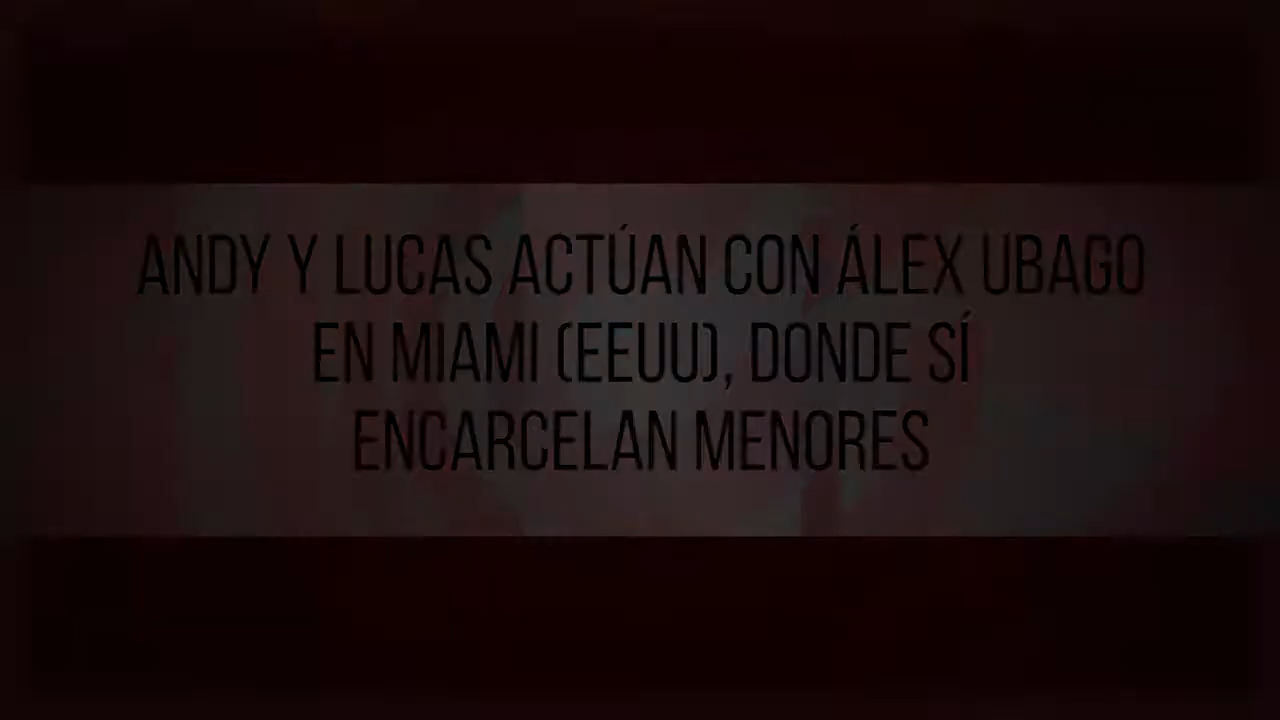 ANDY Y LUCAS ACTÚAN CON ÁLEX UBAGO
EN MIAMI (EEUU), DONDE SÍ
ENCARCELAN MENORES